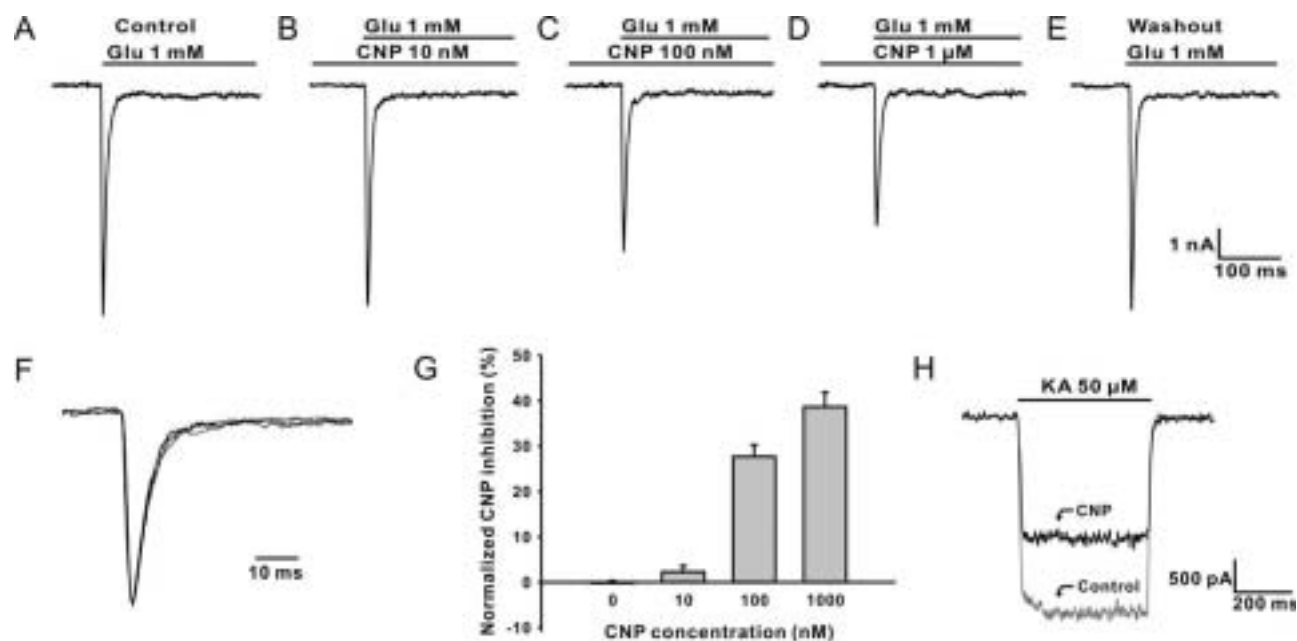 A Control
Glu 1 mM
B Glu 1 mM
CNP 10 nM
C Glu 1 mM
CNP 100 nM
D Glu 1 mM
CNP 1 µM
E Washout
Glu 1 mM
1 nA
100 ms
F
10 ms
G
Normalized CNP inhibition (%)
50
40
30
20
10
0
-10
0 10 100 1000
CNP concentration (nM)
H
KA 50 µM
CNP
Control
500 pA
200 ms